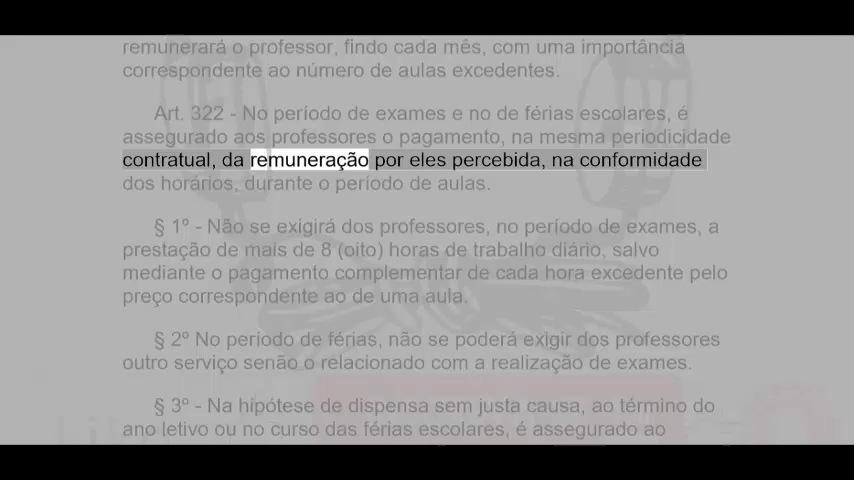 remunerará o professor, findo cada mês, com uma importância
correspondente ao número de aulas excedentes.
Art. 322 - No período de exames e no de férias escolares, é
assegurado aos professores o pagamento, na mesma periodicidade
contratual, da remuneração por eles percebida, na conformidade
dos horários, durante o período de aulas.
§ 1º - Não se exigirá dos professores, no período de exames, a
prestação de mais de 8 (oito) horas de trabalho diário, salvo
mediante o pagamento complementar de cada hora excedente pelo
preço correspondente ao de uma aula.
§ 2º No período de férias, não se poderá exigir dos professores
outro serviço senão o relacionado com a realização de exames.
§ 3º - Na hipótese de dispensa sem justa causa, ao término do
ano letivo ou no curso das férias escolares, é assegurado ao